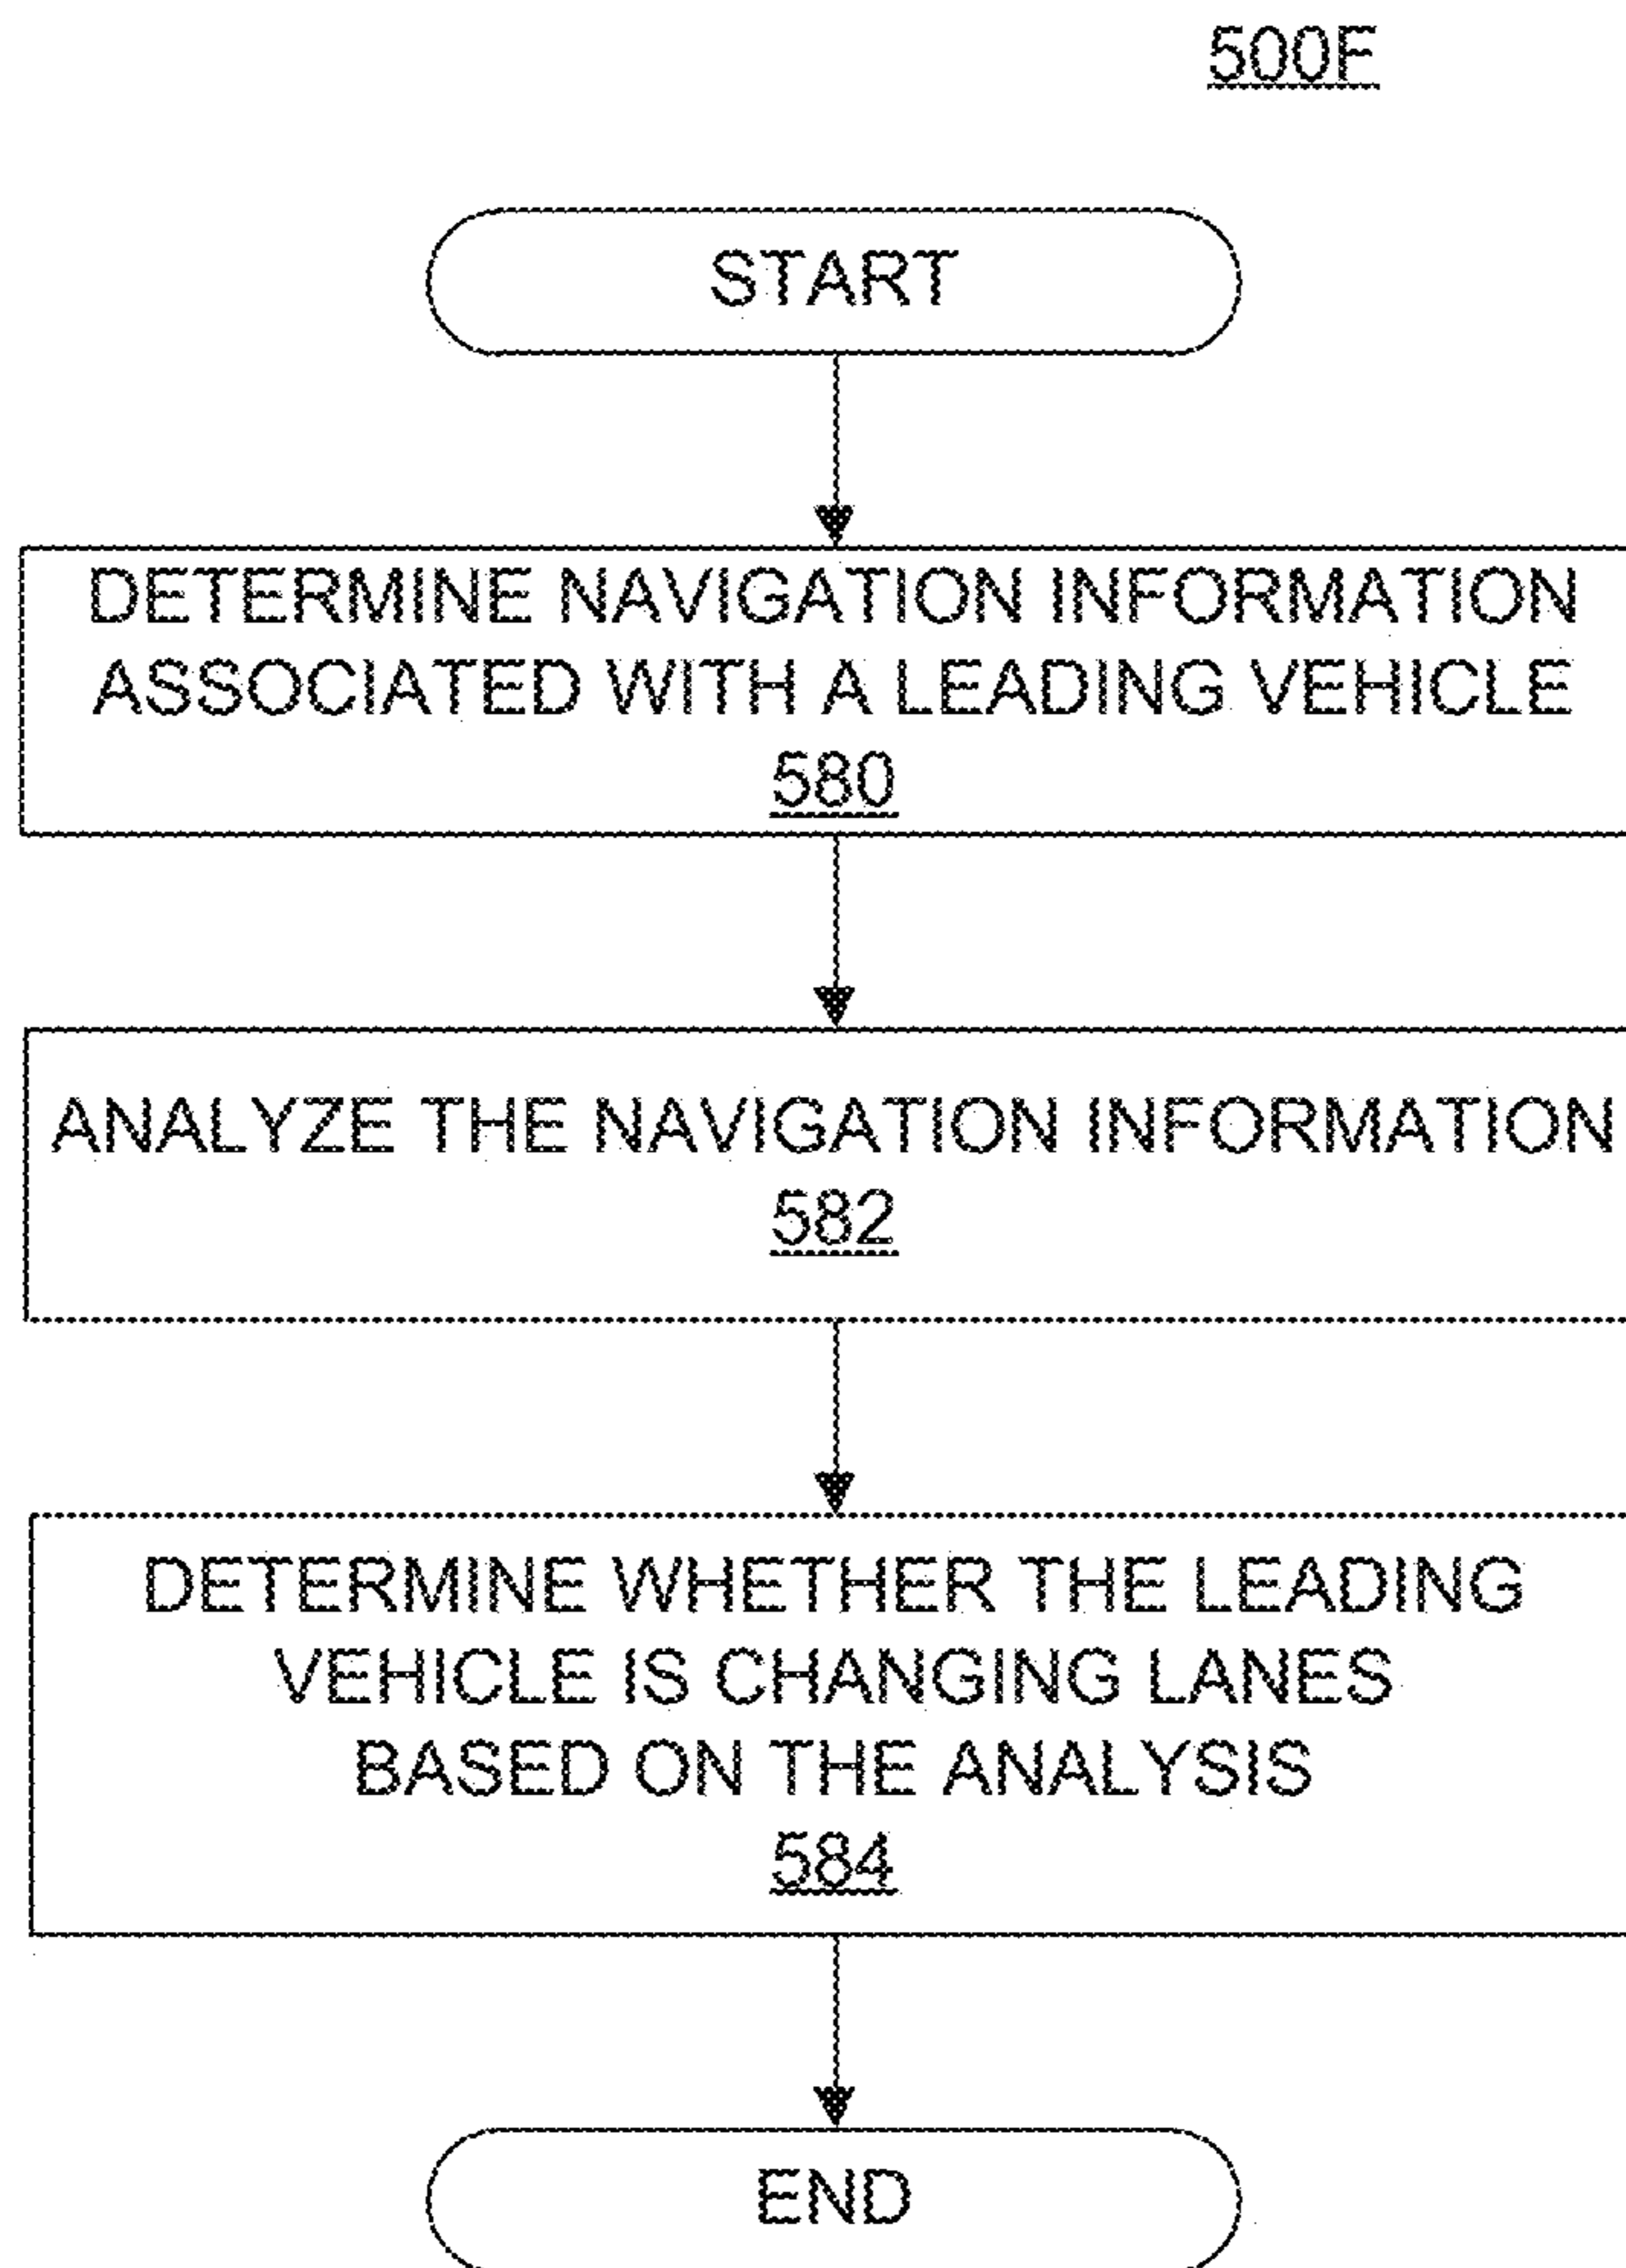 500F
START
DETERMINE NAVIGATION INFORMATION
ASSOCIATED WITH A LEADING VEHICLE
580
ANALYZE THE NAVIGATION INFORMATION
582
DETERMINE WHETHER THE LEADING
VEHICLE IS CHANGING LANES
BASED ON THE ANALYSIS
584
END